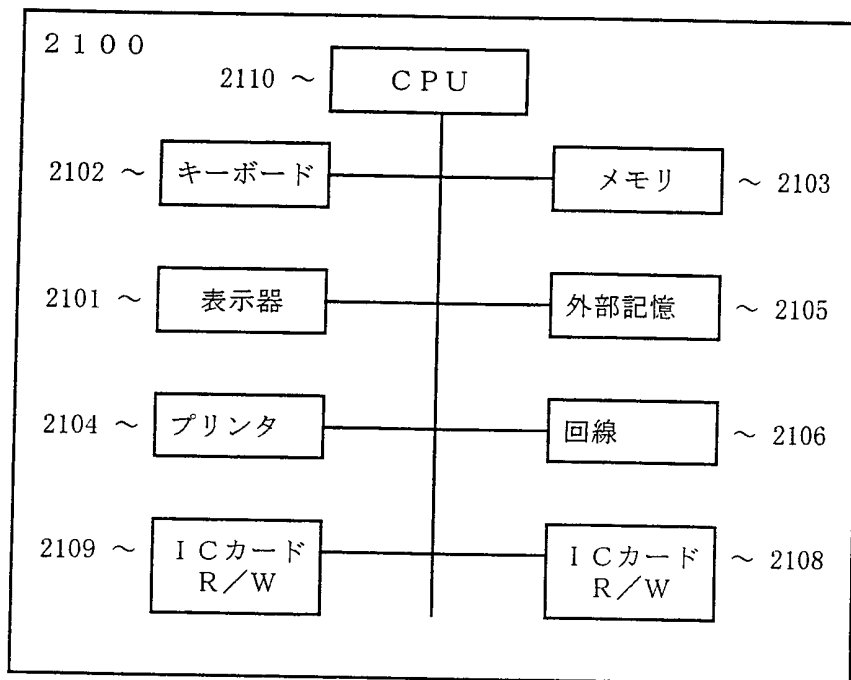 2100
2110 ～ CPU
2102 ～ キーボード メモリ ～ 2103
2101 ～ 表示器 外部記憶 ～ 2105
2104 ～ プリンタ 回線 ～ 2106
2109 ～ ICカード R／W ICカード R／W ～ 2108